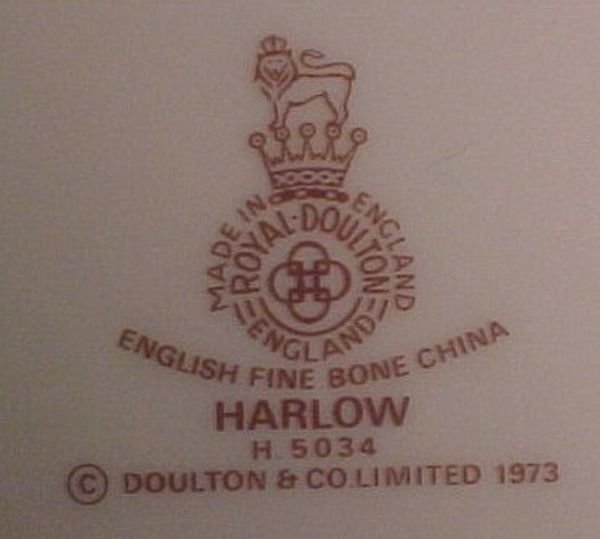 MADE IN ENGLAND
ROYAL·DOULTON
ENGLAND
ENGLISH FINE BONE CHINA
HARLOW
H. 5034
© DOULTON & CO.LIMITED 1973